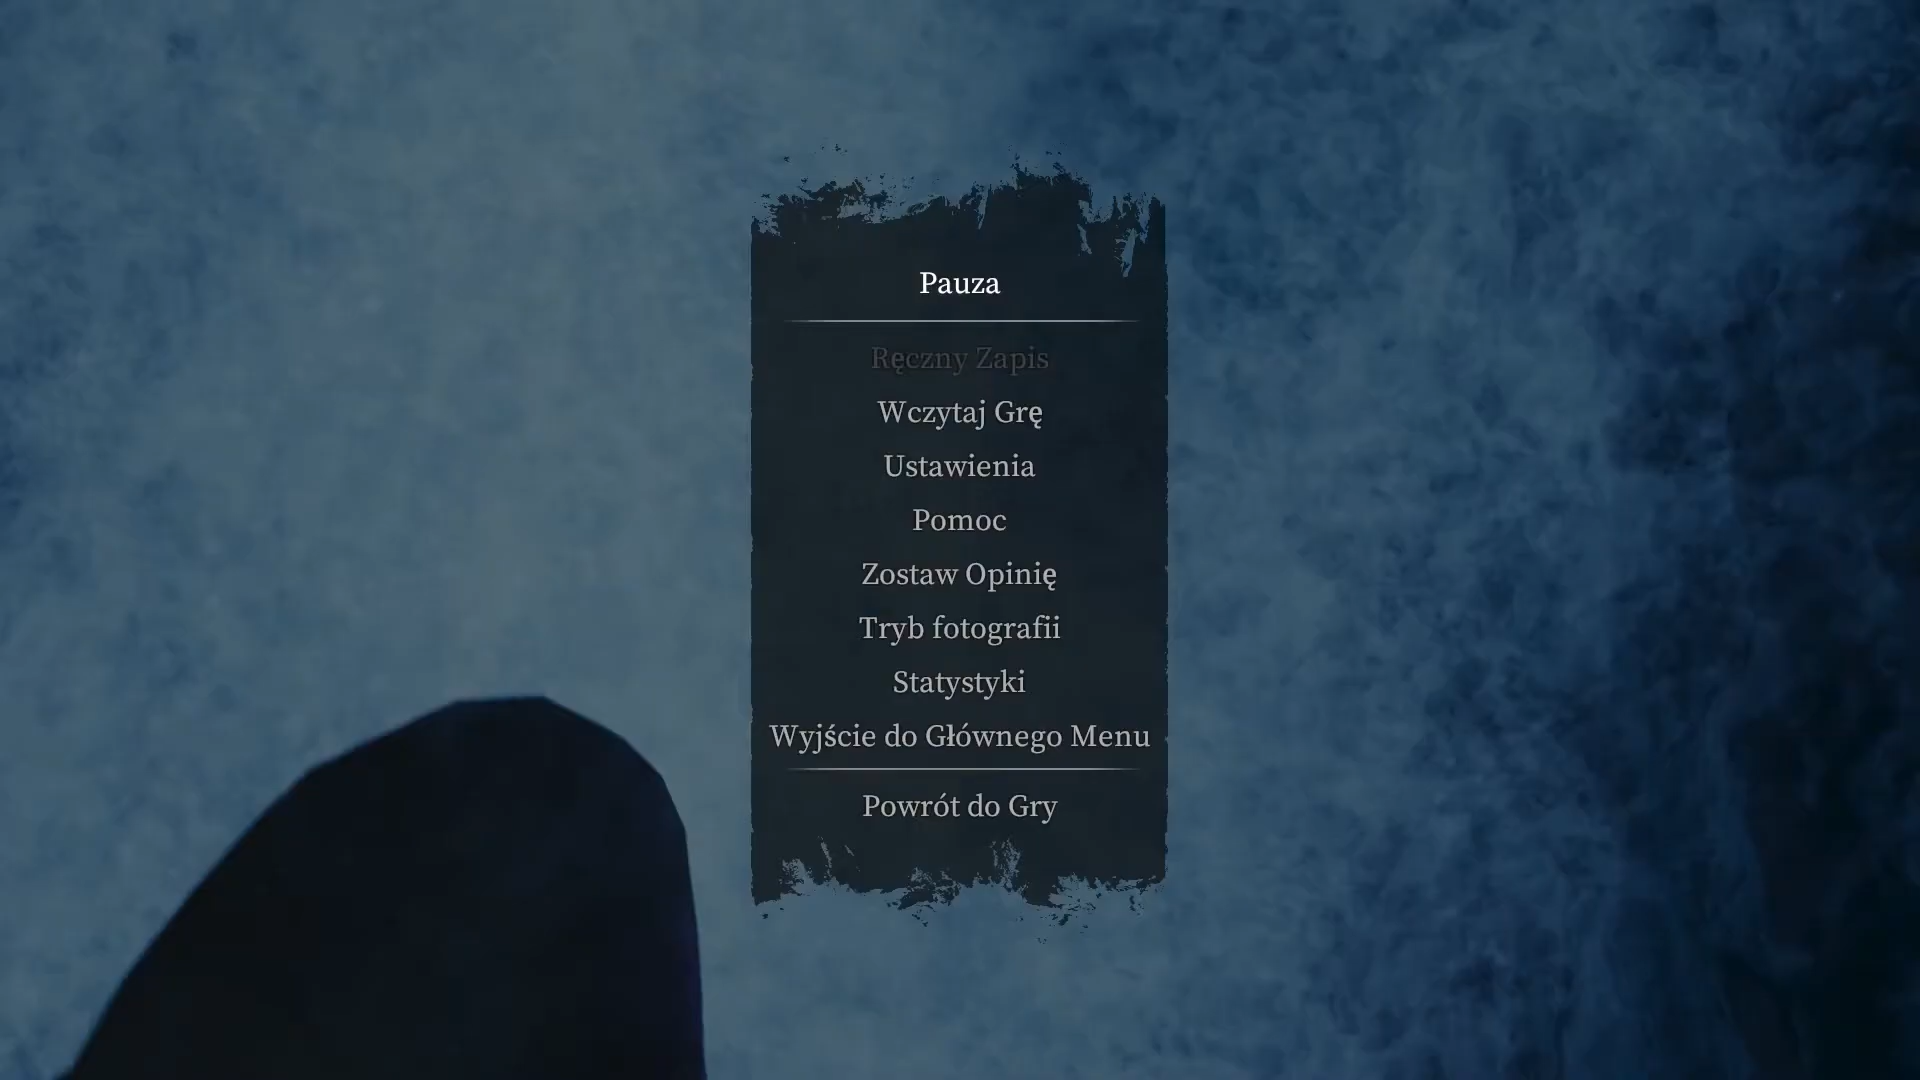 Pauza
Ręczny Zapis
Wczytaj Grę
Ustawienia
Pomoc
Zostaw Opinię
Tryb fotografii
Statystyki
Wyjście do Głównego Menu
Powrót do Gry